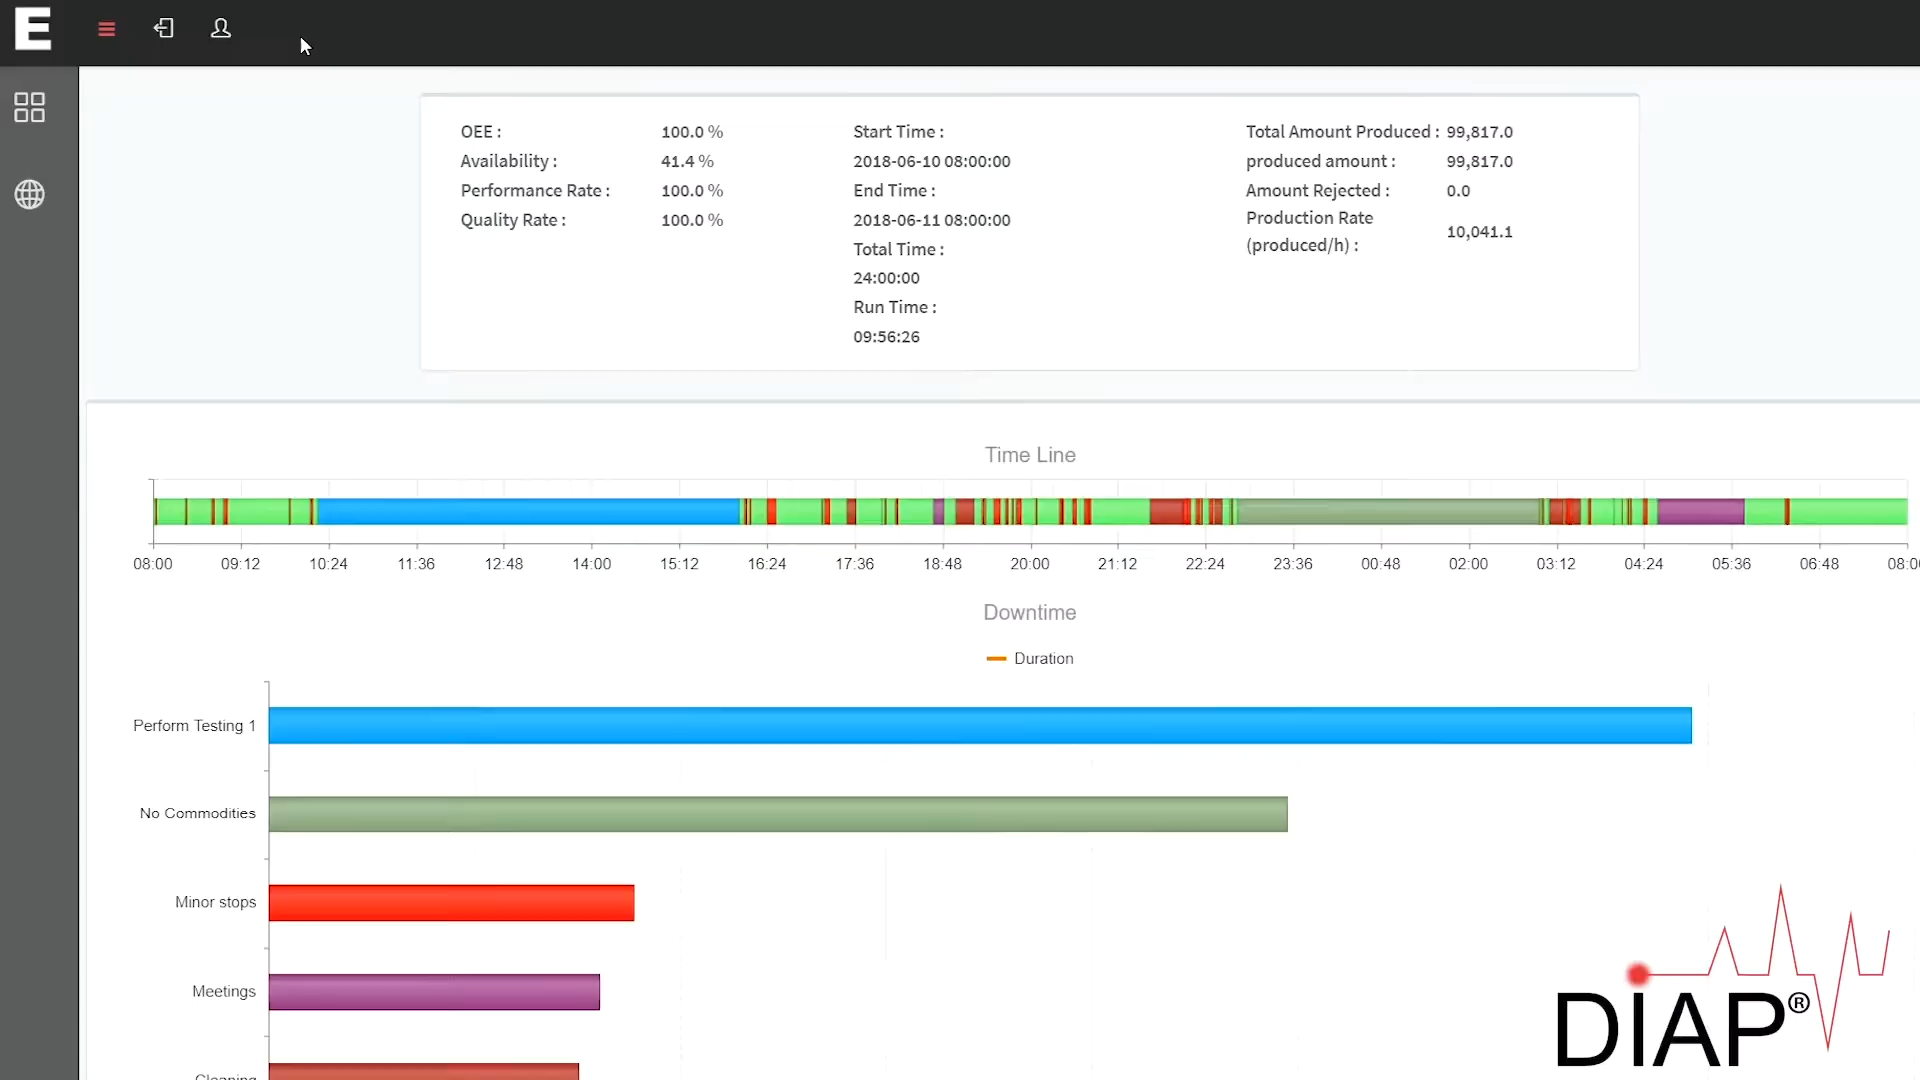 E
OEE : 100.0 %
Availability : 41.4 %
Performance Rate : 100.0 %
Quality Rate : 100.0 %
Start Time :
2018-06-10 08:00:00
End Time :
2018-06-11 08:00:00
Total Time :
24:00:00
Run Time :
09:56:26
Total Amount Produced : 99,817.0
produced amount : 99,817.0
Amount Rejected : 0.0
Production Rate
(produced/h) : 10,041.1
Time Line
08:00 09:12 10:24 11:36 12:48 14:00 15:12 16:24 17:36 18:48 20:00 21:12 22:24 23:36 00:48 02:00 03:12 04:24 05:36 06:48 08:0
Downtime
Duration
Perform Testing 1
No Commodities
Minor stops
Meetings
Cleaning
DIAP®